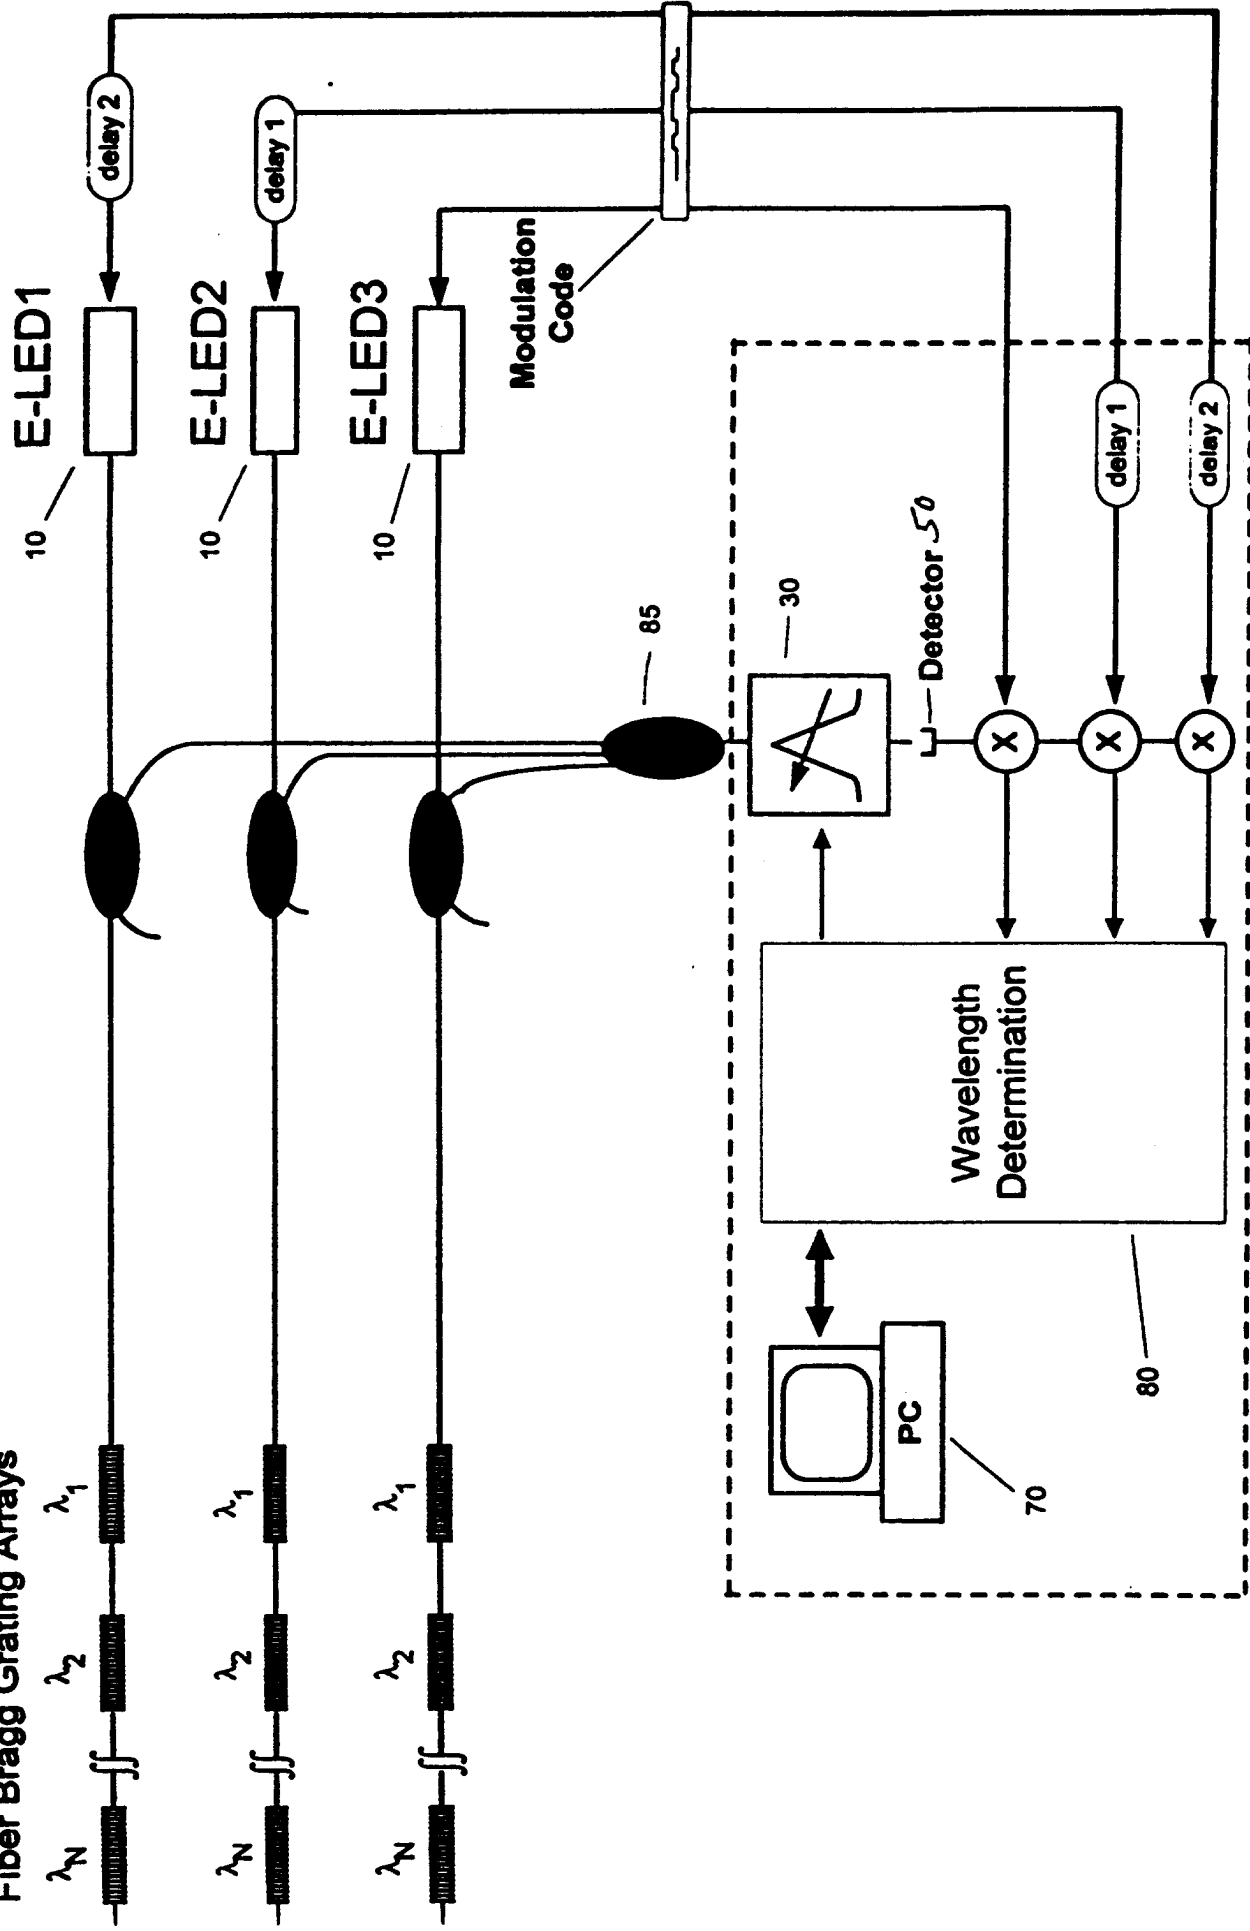 Fiber Bragg Grating Arrays
λN
λ2
λ1
E-LED1
10
delay 2
λN
λ2
λ1
E-LED2
10
delay 1
λN
λ2
λ1
E-LED3
10
Modulation
Code
85
30
Detector 50
PC
70
Wavelength
Determination
80
X
X
X
delay 1
delay 2